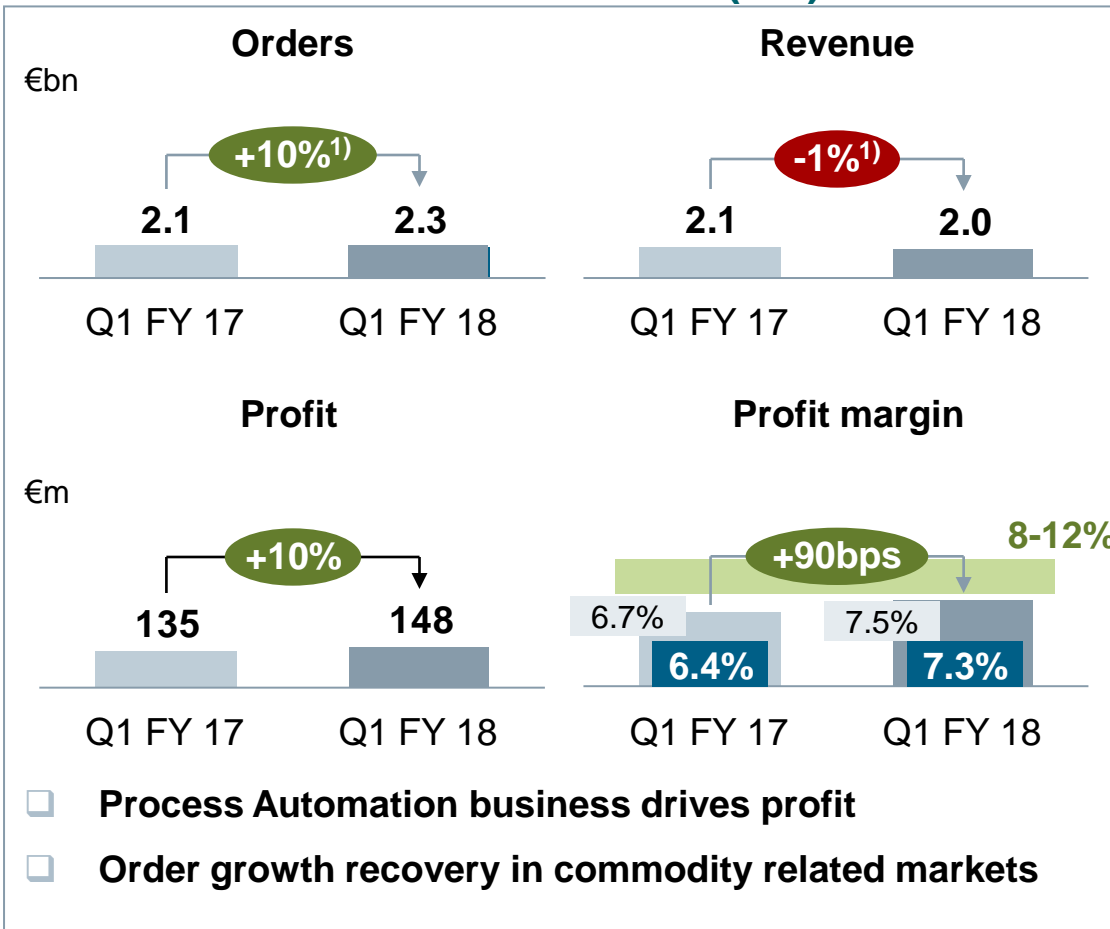 Orders
Revenue
€bn
+10%1)
-1%1)
2.1
2.3
2.1
2.0
Q1 FY 17
Q1 FY 18
Q1 FY 17
Q1 FY 18
Profit
Profit margin
€m
8-12%
+10%
+90bps
135
148
6.7%
7.5%
6.4%
7.3%
Q1 FY 17
Q1 FY 18
Q1 FY 17
Q1 FY 18
Process Automation business drives profit
Order growth recovery in commodity related markets